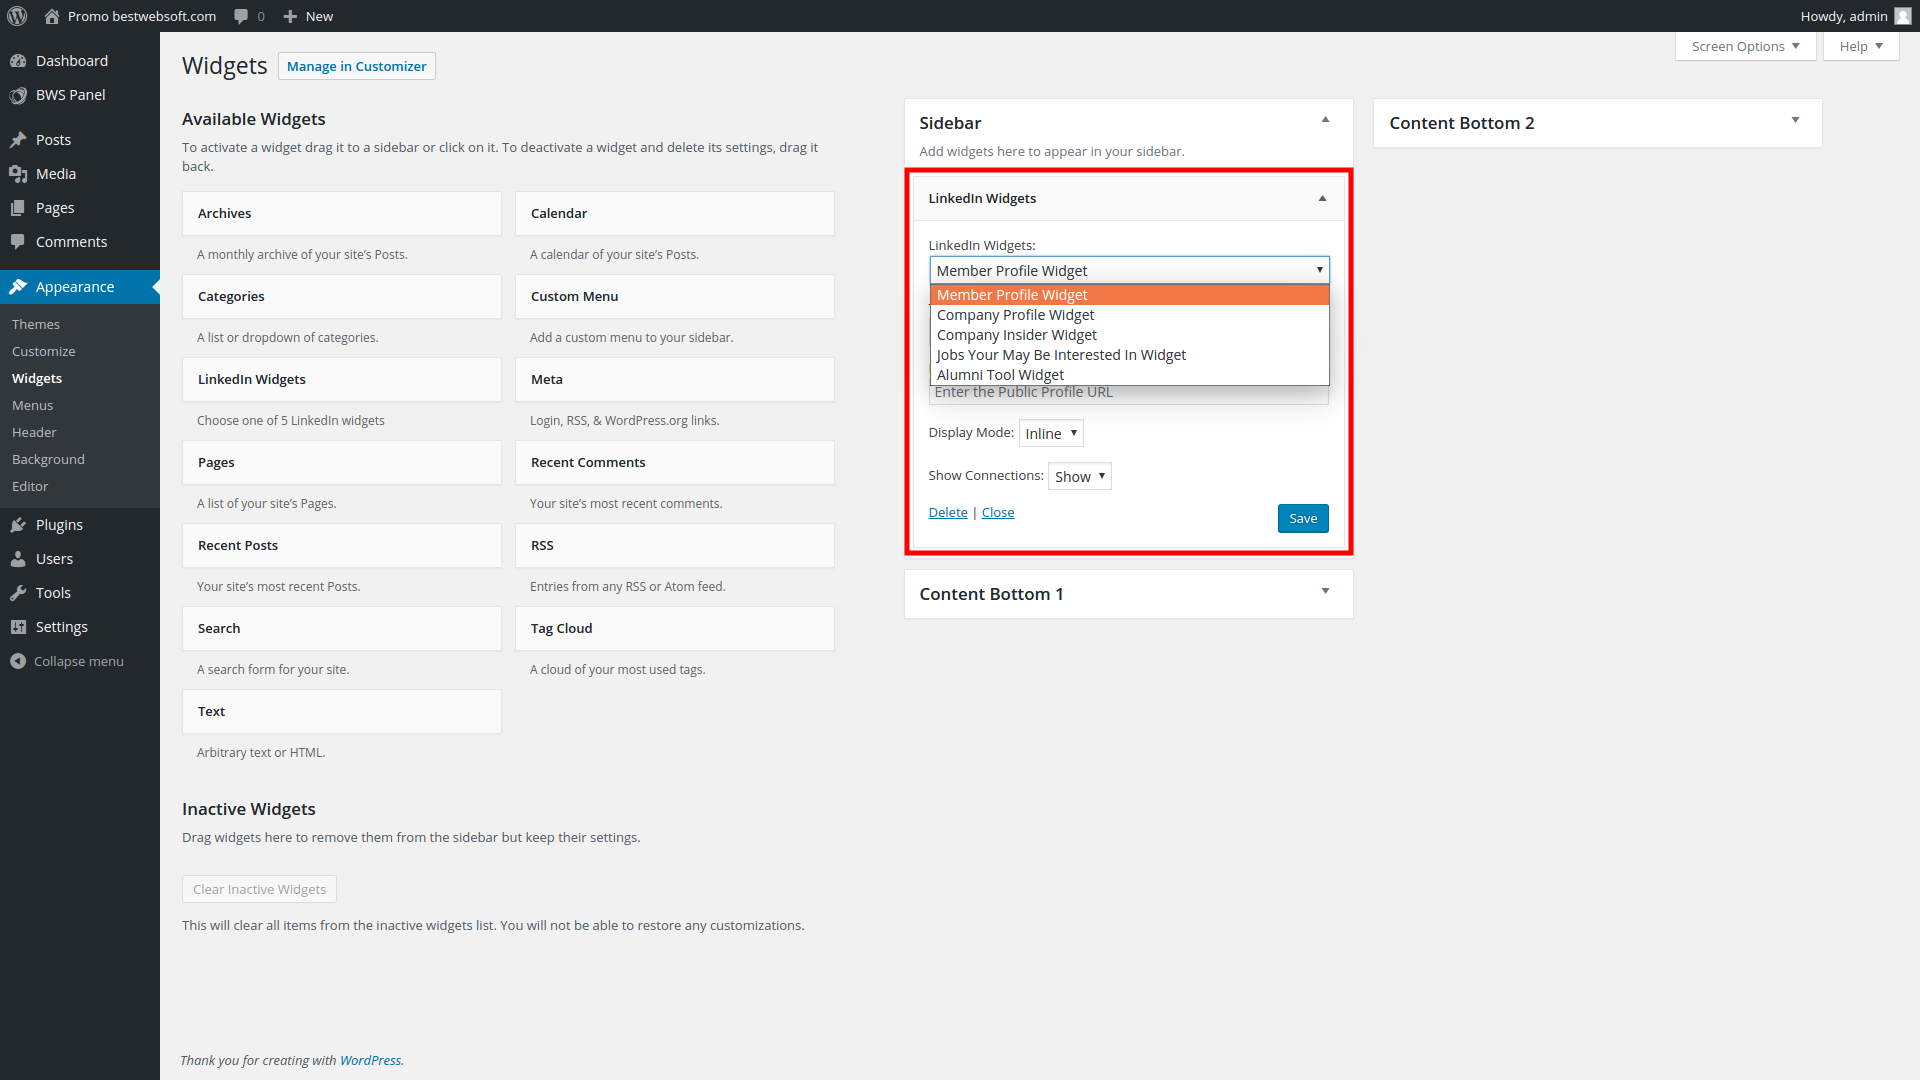 Promo bestwebsoft.com
0
New
Howdy, admin
Dashboard
BWS Panel
Posts
Media
Pages
Comments
Appearance
Themes
Customize
Widgets
Menus
Header
Background
Editor
Plugins
Users
Tools
Settings
Collapse menu
Screen Options
Help
Widgets
Manage in Customizer
Available Widgets
To activate a widget drag it to a sidebar or click on it. To deactivate a widget and delete its settings, drag it
back.
Archives
A monthly archive of your site’s Posts.
Calendar
A calendar of your site’s Posts.
Categories
A list or dropdown of categories.
Custom Menu
Add a custom menu to your sidebar.
LinkedIn Widgets
Choose one of 5 LinkedIn widgets
Meta
Login, RSS, & WordPress.org links.
Pages
A list of your site’s Pages.
Recent Comments
Your site’s most recent comments.
Recent Posts
Your site’s most recent Posts.
RSS
Entries from any RSS or Atom feed.
Search
A search form for your site.
Tag Cloud
A cloud of your most used tags.
Text
Arbitrary text or HTML.
Inactive Widgets
Drag widgets here to remove them from the sidebar but keep their settings.
Clear Inactive Widgets
This will clear all items from the inactive widgets list. You will not be able to restore any customizations.
Sidebar
Add widgets here to appear in your sidebar.
LinkedIn Widgets
LinkedIn Widgets:
Member Profile Widget
Member Profile Widget
Company Profile Widget
Company Insider Widget
Jobs Your May Be Interested In Widget
Alumni Tool Widget
Enter the Public Profile URL
Display Mode: Inline
Show Connections: Show
Delete | Close
Save
Content Bottom 1
Content Bottom 2
Thank you for creating with WordPress.